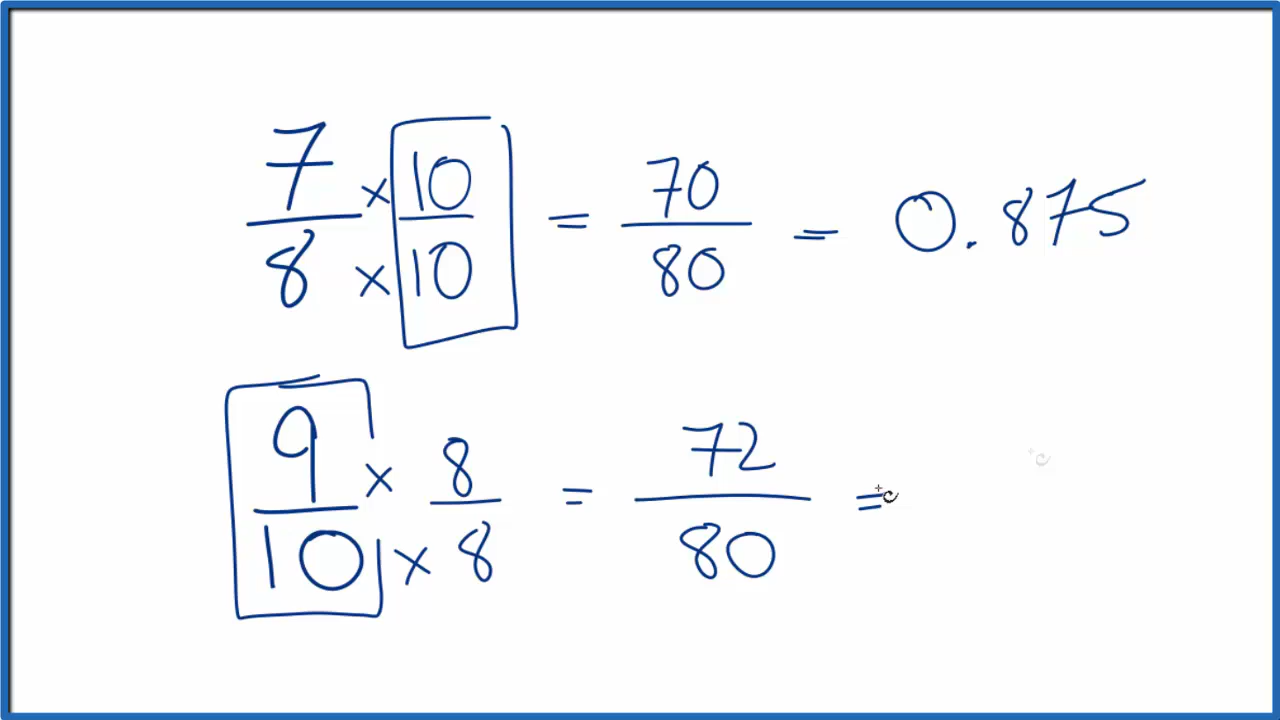 7/8 × 10/× 10 = 70/80 = 0.875
9/10 × 8/× 8 = 72/80 =